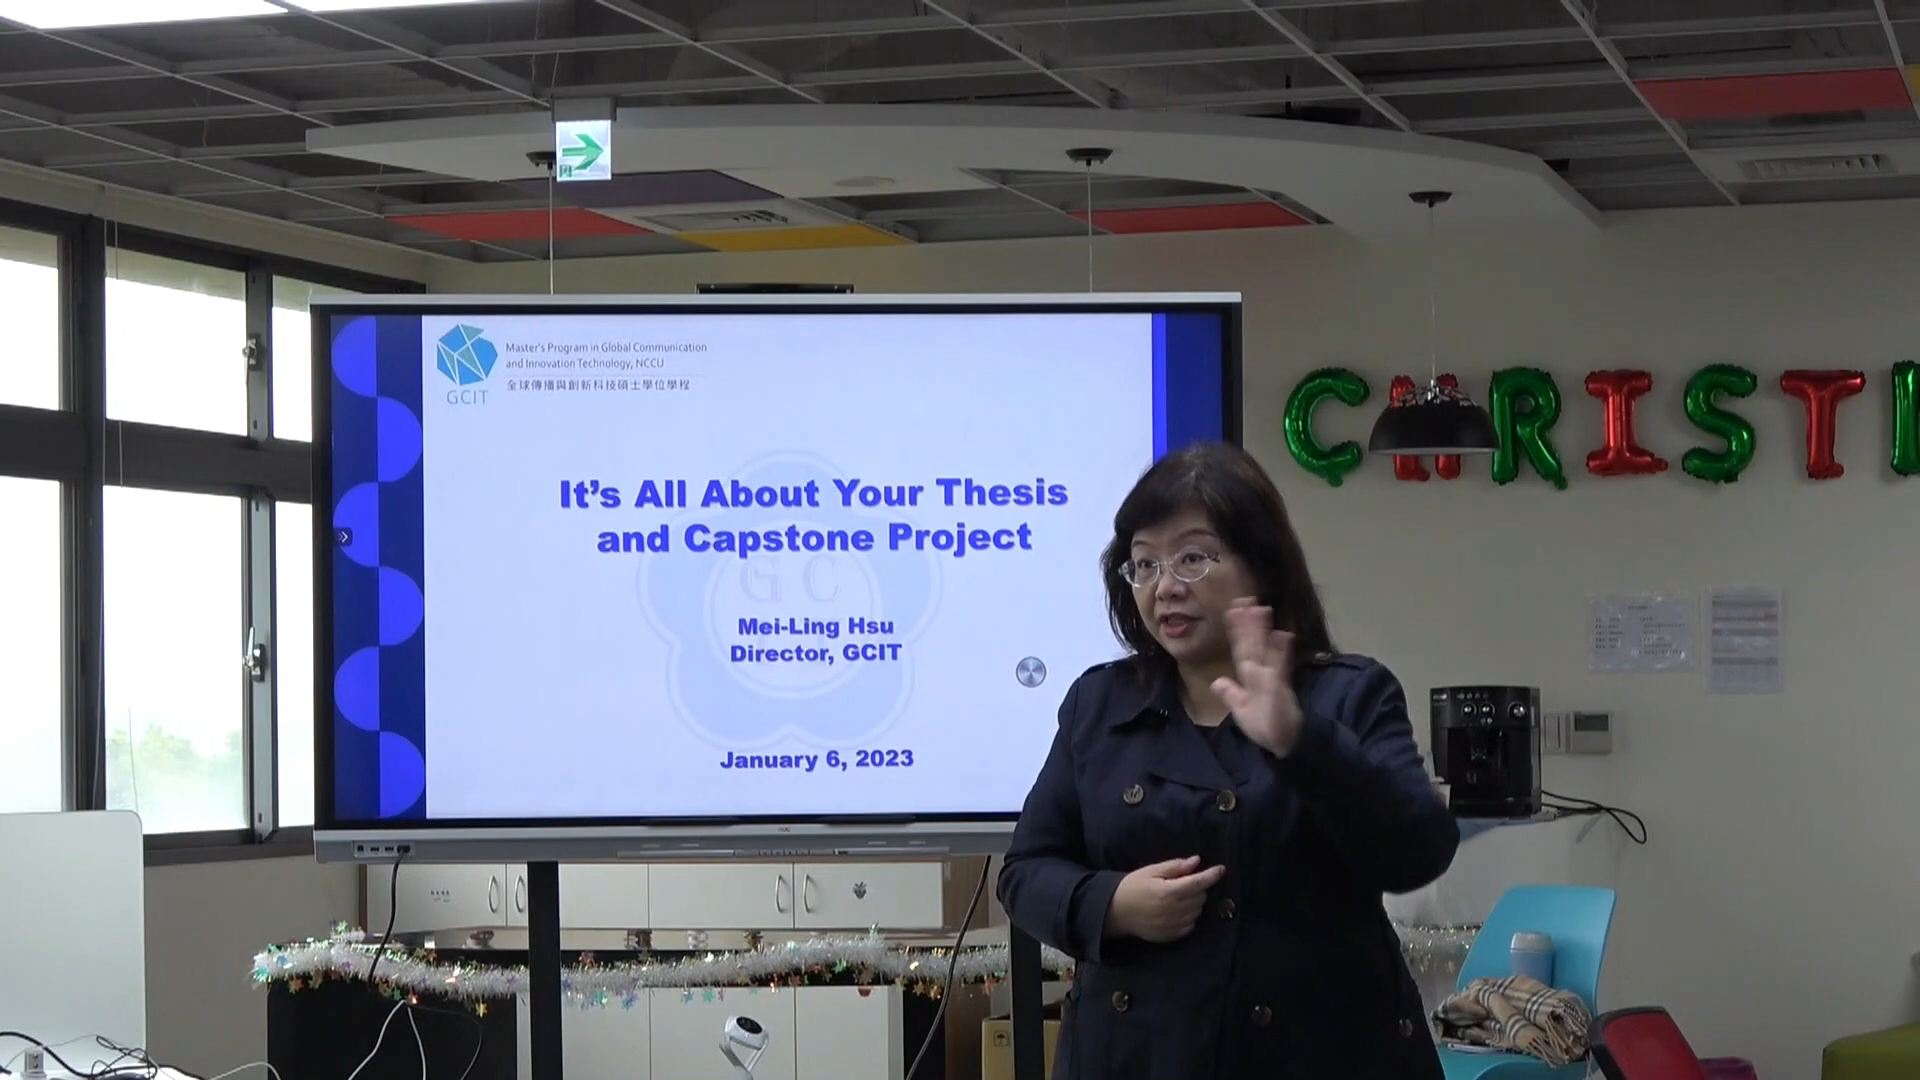 Master's Program in Global Communication
and Innovation Technology, NCCU
全球傳播與創新科技碩士學位學程
GCIT
It's All About Your Thesis
and Capstone Project
G C
Mei-Ling Hsu
Director, GCIT
January 6, 2023
CHRISTM